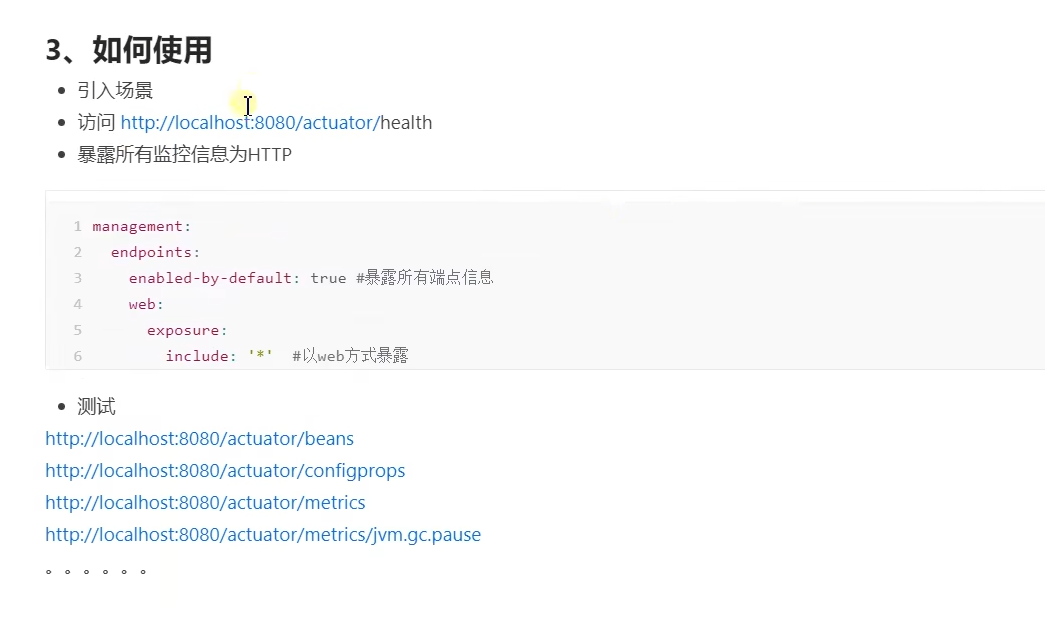 3、如何使用
• 引入场景
• 访问 http://localhost:8080/actuator/health
• 暴露所有监控信息为HTTP
1 management:
2   endpoints:
3     enabled-by-default: true #暴露所有端点信息
4     web:
5       exposure:
6         include: '*'  #以web方式暴露
• 测试
http://localhost:8080/actuator/beans
http://localhost:8080/actuator/configprops
http://localhost:8080/actuator/metrics
http://localhost:8080/actuator/metrics/jvm.gc.pause
。。。。。。